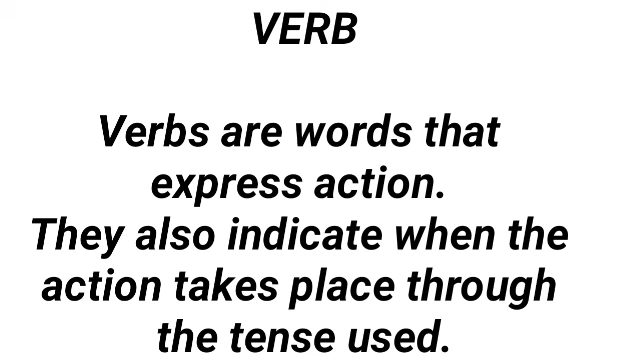 VERB
Verbs are words that
express action.
They also indicate when the
action takes place through
the tense used.